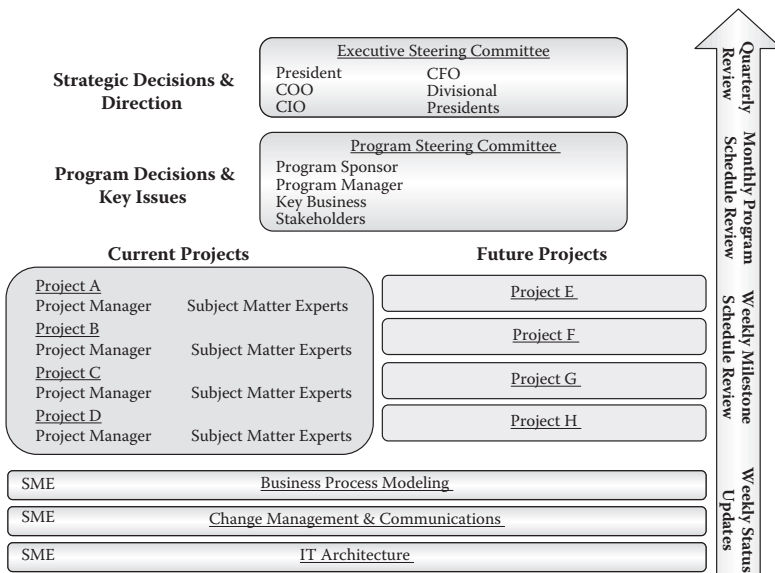 Strategic Decisions &
Direction
Executive Steering Committee
President
COO
CIO
CFO
Divisional
Presidents
Program Decisions &
Key Issues
Program Steering Committee
Program Sponsor
Program Manager
Key Business
Stakeholders
Current Projects
Project A
Project Manager Subject Matter Experts
Project B
Project Manager Subject Matter Experts
Project C
Project Manager Subject Matter Experts
Project D
Project Manager Subject Matter Experts
Future Projects
Project E
Project F
Project G
Project H
SME Business Process Modeling
SME Change Management & Communications
SME IT Architecture
Quarterly
Review
Monthly Program
Schedule Review
Weekly Milestone
Schedule Review
Weekly Status
Updates